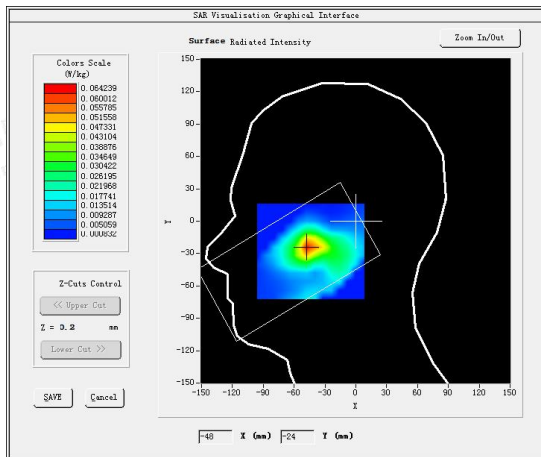 SAR Visualisation Graphical Interface
Surface Radiated Intensity
Zoom In/Out
Colors Scale
(W/kg)
0.064239
0.060012
0.055785
0.051558
0.047331
0.043104
0.038876
0.034649
0.030422
0.026195
0.021968
0.017741
0.013514
0.009287
0.005059
0.000832
Z-Cuts Control
<< Upper Cut
Z = 3.2 mm
Lower Cut >>
SAVE Cancel
Y
150-
120-
90-
60-
30-
0-
-30-
-60-
-90-
-120-
-150-
-150 -120 -90 -60 -30 0 30 60 90 120 150
X
-48 X (mm) -24 Y (mm)